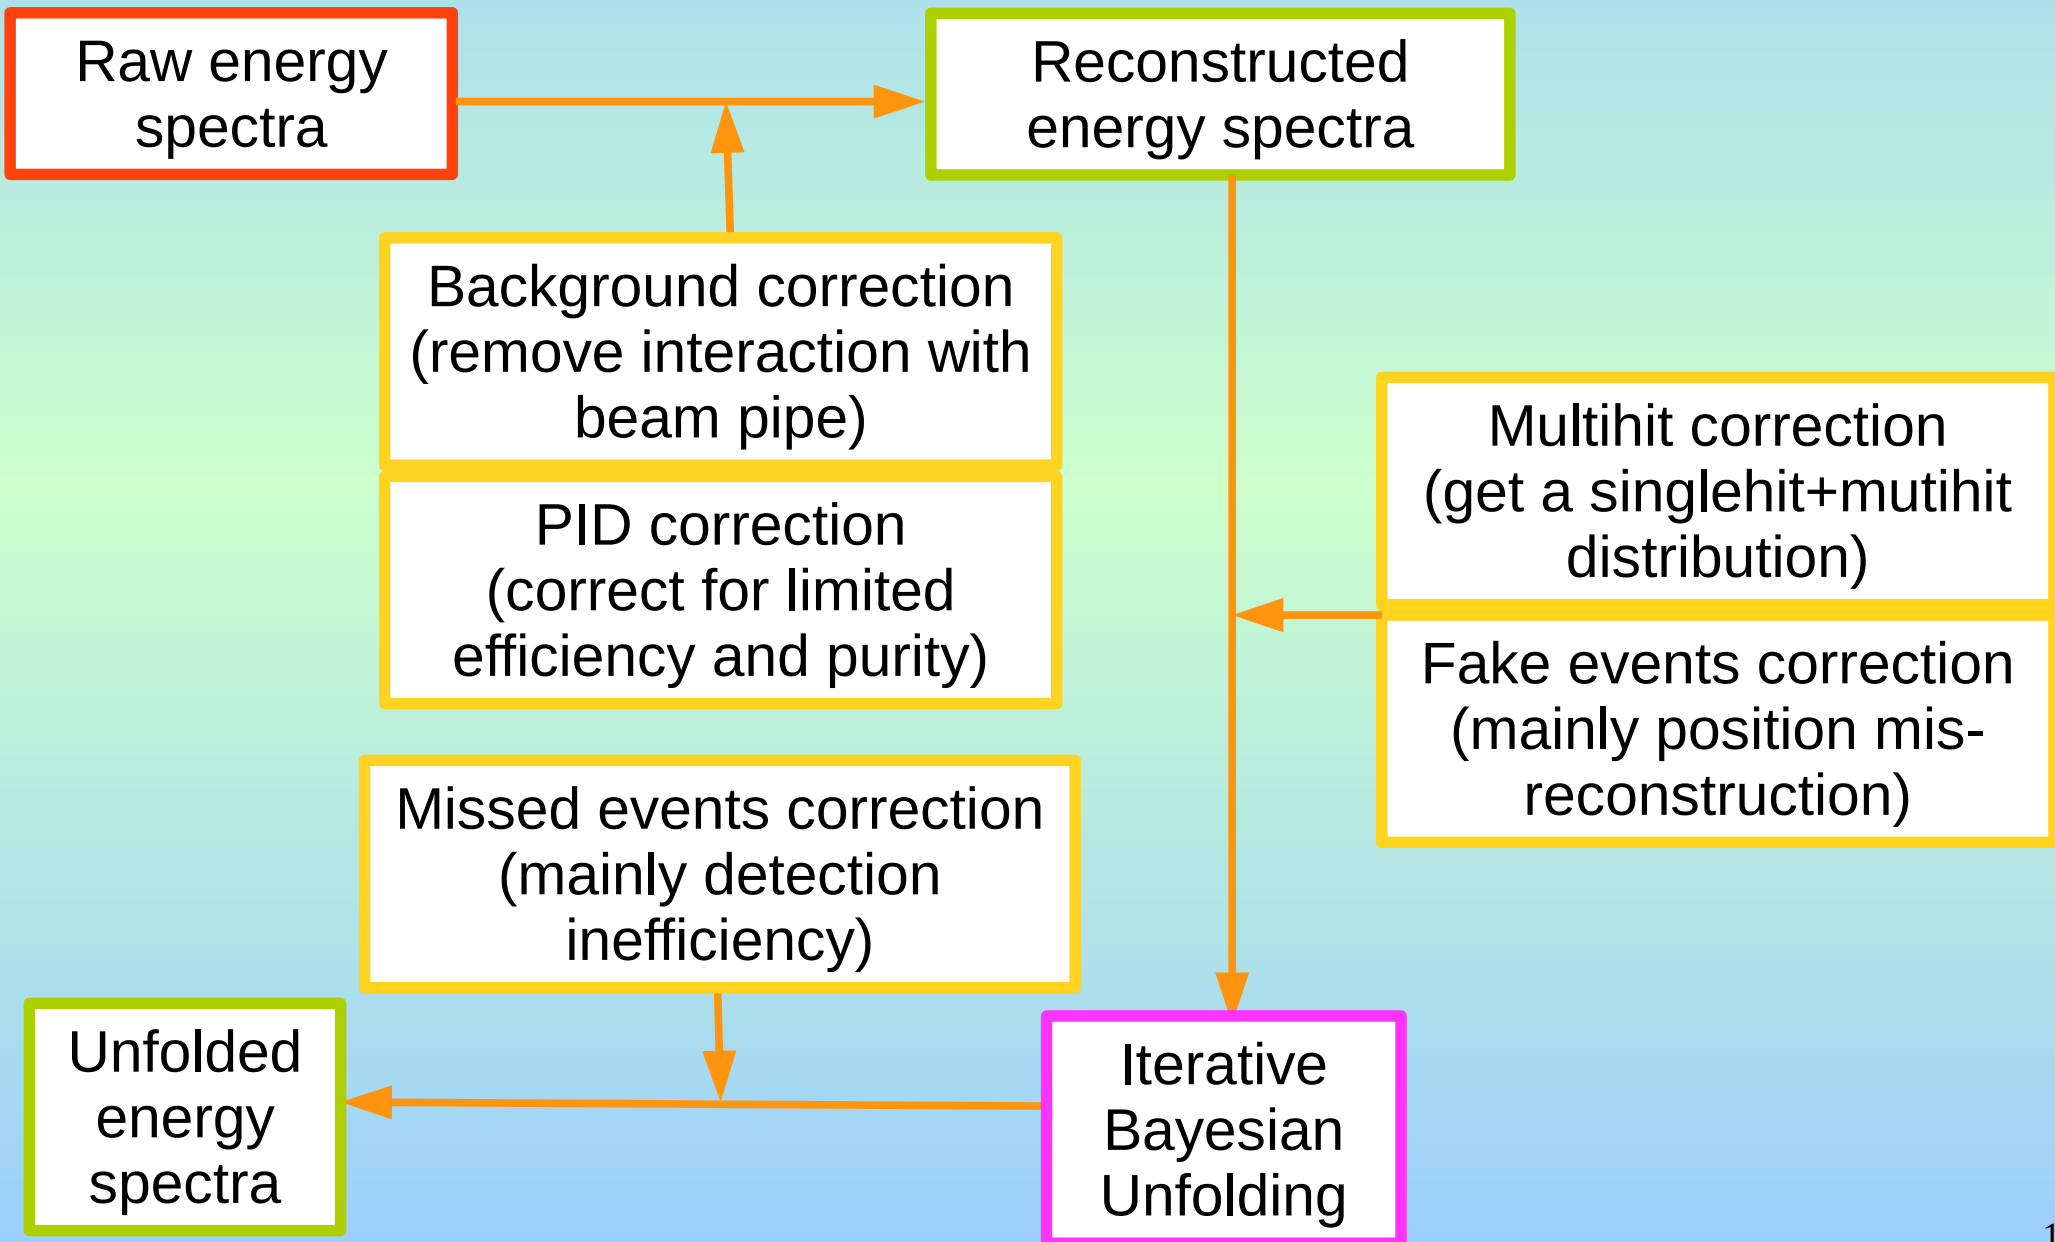 Raw energy
spectra
Reconstructed
energy spectra
Background correction
(remove interaction with
beam pipe)
PID correction
(correct for limited
efficiency and purity)
Multihit correction
(get a singlehit+mutihit
distribution)
Fake events correction
(mainly position mis-
reconstruction)
Missed events correction
(mainly detection
inefficiency)
Unfolded
energy
spectra
Iterative
Bayesian
Unfolding